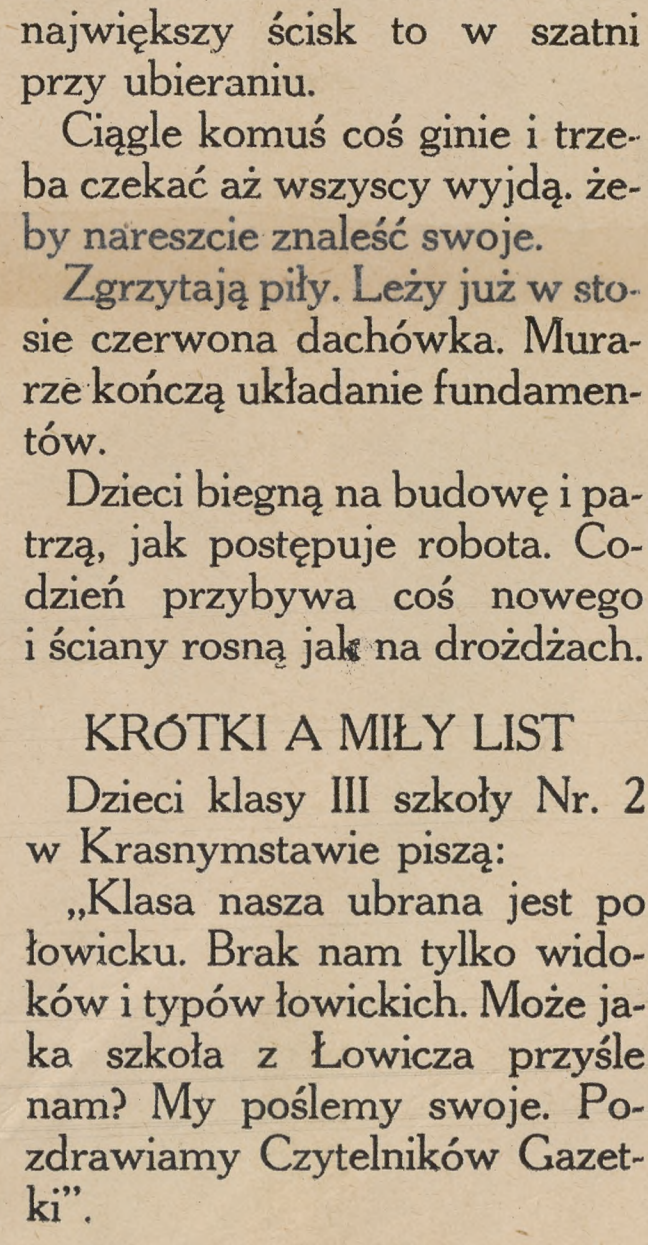 największy ścisk to w szatni
przy ubieraniu.
Ciągle komuś coś ginie i trze-
ba czekać aż wszyscy wyjdą. że-
by nareszcie znaleść swoje.
Zgrzytają piły. Leży już w sto-
sie czerwona dachówka. Mura-
rze kończą układanie fundamen-
tów.
Dzieci biegną na budowę i pa-
trzą, jak postępuje robota. Co-
dzień przybywa coś nowego
i ściany rosną jak na drożdżach.
KRÓTKI A MIŁY LIST
Dzieci klasy III szkoły Nr. 2
w Krasnymstawie piszą:
„Klasa nasza ubrana jest po
łowicku. Brak nam tylko wido-
ków i typów łowickich. Może ja-
ka szkoła z Łowicza przyśle
nam? My poślemy swoje. Po-
zdrawiamy Czytelników Gazet-
ki”.